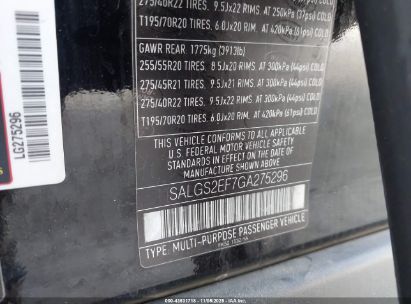 275/40R22 TIRES. 9.5Jx22 RIMS. AT 250kPa (37psi) COLD
T195/70R20 TIRES. 6.0Jx20 RIM. AT 420kPa (61psi) COLD
GAWR REAR. 1775kg (3913lb)
255/55R20 TIRES. 8.5Jx20 RIMS. AT 300kPa (44psi) COLD
275/45R21 TIRES. 9.5Jx21 RIMS. AT 300kPa (44psi) COLD
275/40R22 TIRES. 9.5Jx22 RIMS. AT 300kPa (44psi) COLD
T195/70R20 TIRES. 6.0Jx20 RIM. AT 420kPa (61psi) COLD
THIS VEHICLE CONFORMS TO ALL APPLICABLE
U.S. FEDERAL MOTOR VEHICLE SAFETY
STANDARDS IN EFFECT ON THE DATE OF
MANUFACTURE SHOWN ABOVE.
SALGS2EF7GA275296
TYPE: MULTI-PURPOSE PASSENGER VEHICLE
LG275296